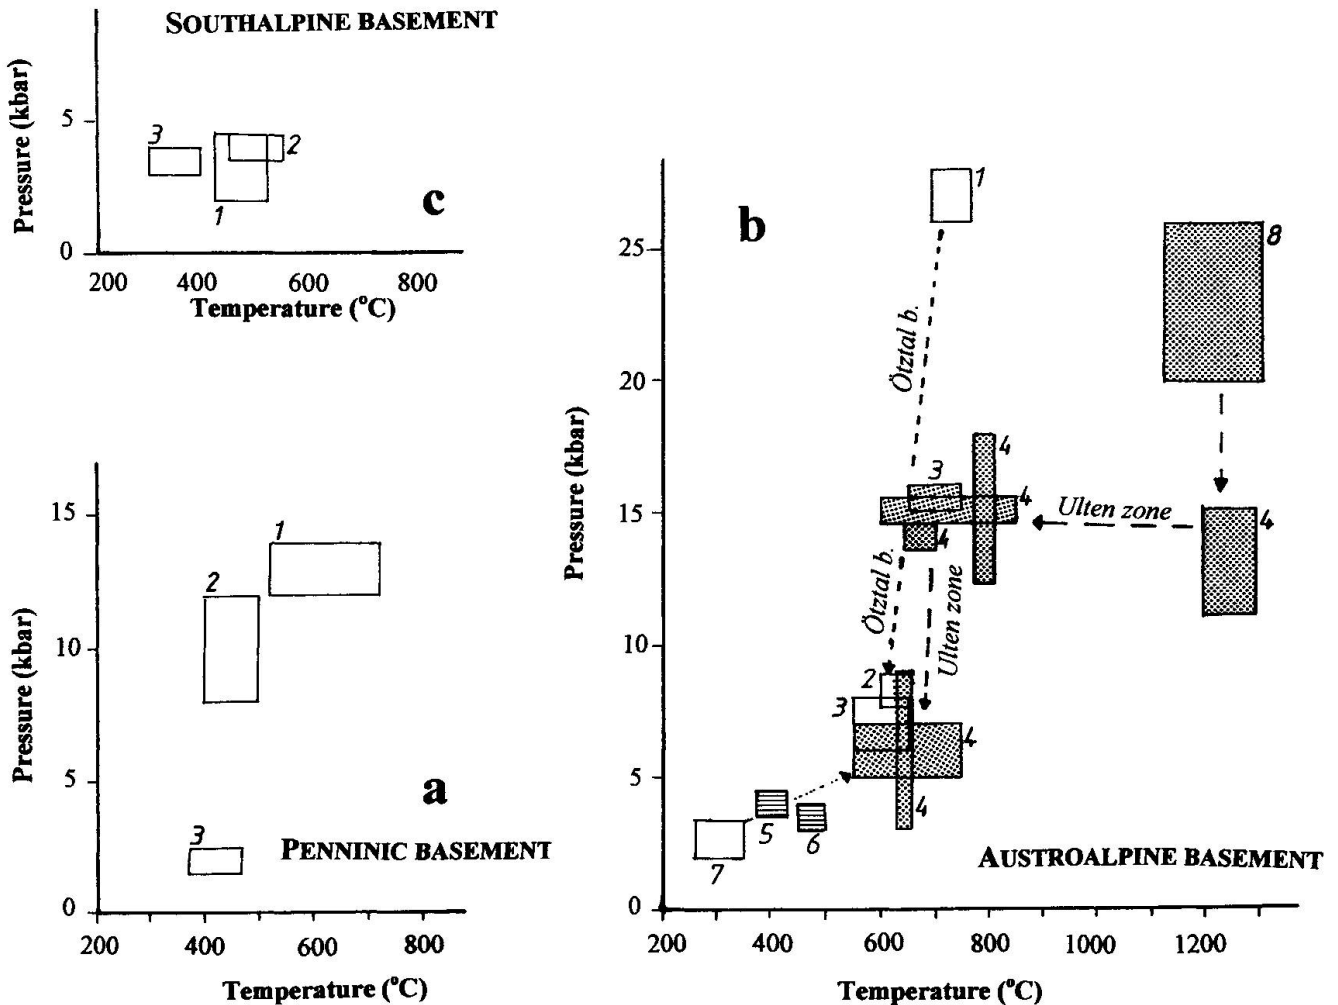 SOUTHALPINE BASEMENT
Pressure (kbar)
5
0
3
2
1
c
200 400 600 800
Temperature (°C)
Pressure (kbar)
15
10
5
0
1
2
3
a
PENNINIC BASEMENT
200 400 600 800
Temperature (°C)
b
Pressure (kbar)
25
20
15
10
5
0
1
8
Ötztal b.
4
3
4
4
Ulten zone
4
Ötztal b.
Ulten zone
2
3
4
4
5
6
7
AUSTROALPINE BASEMENT
200 400 600 800 1000 1200
Temperature (°C)